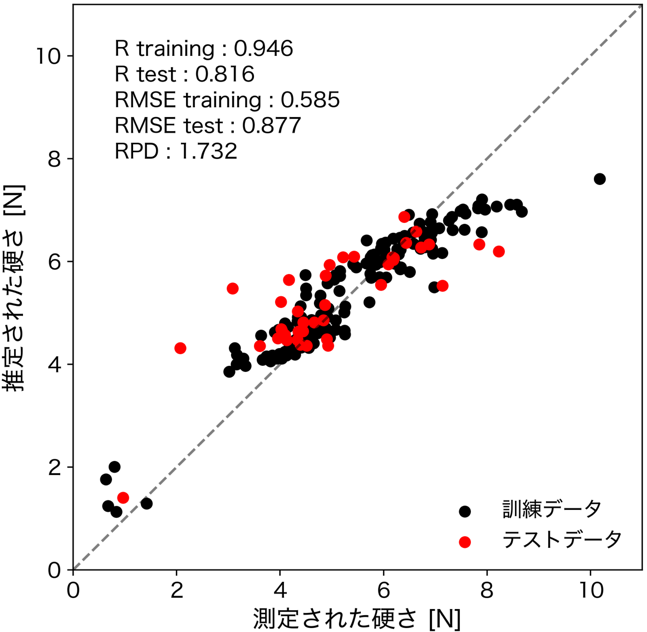 R training : 0.946
R test : 0.816
RMSE training : 0.585
RMSE test : 0.877
RPD : 1.732
10
8
6
4
2
0
推定された硬さ [N]
訓練データ
テストデータ
0 2 4 6 8 10
測定された硬さ [N]